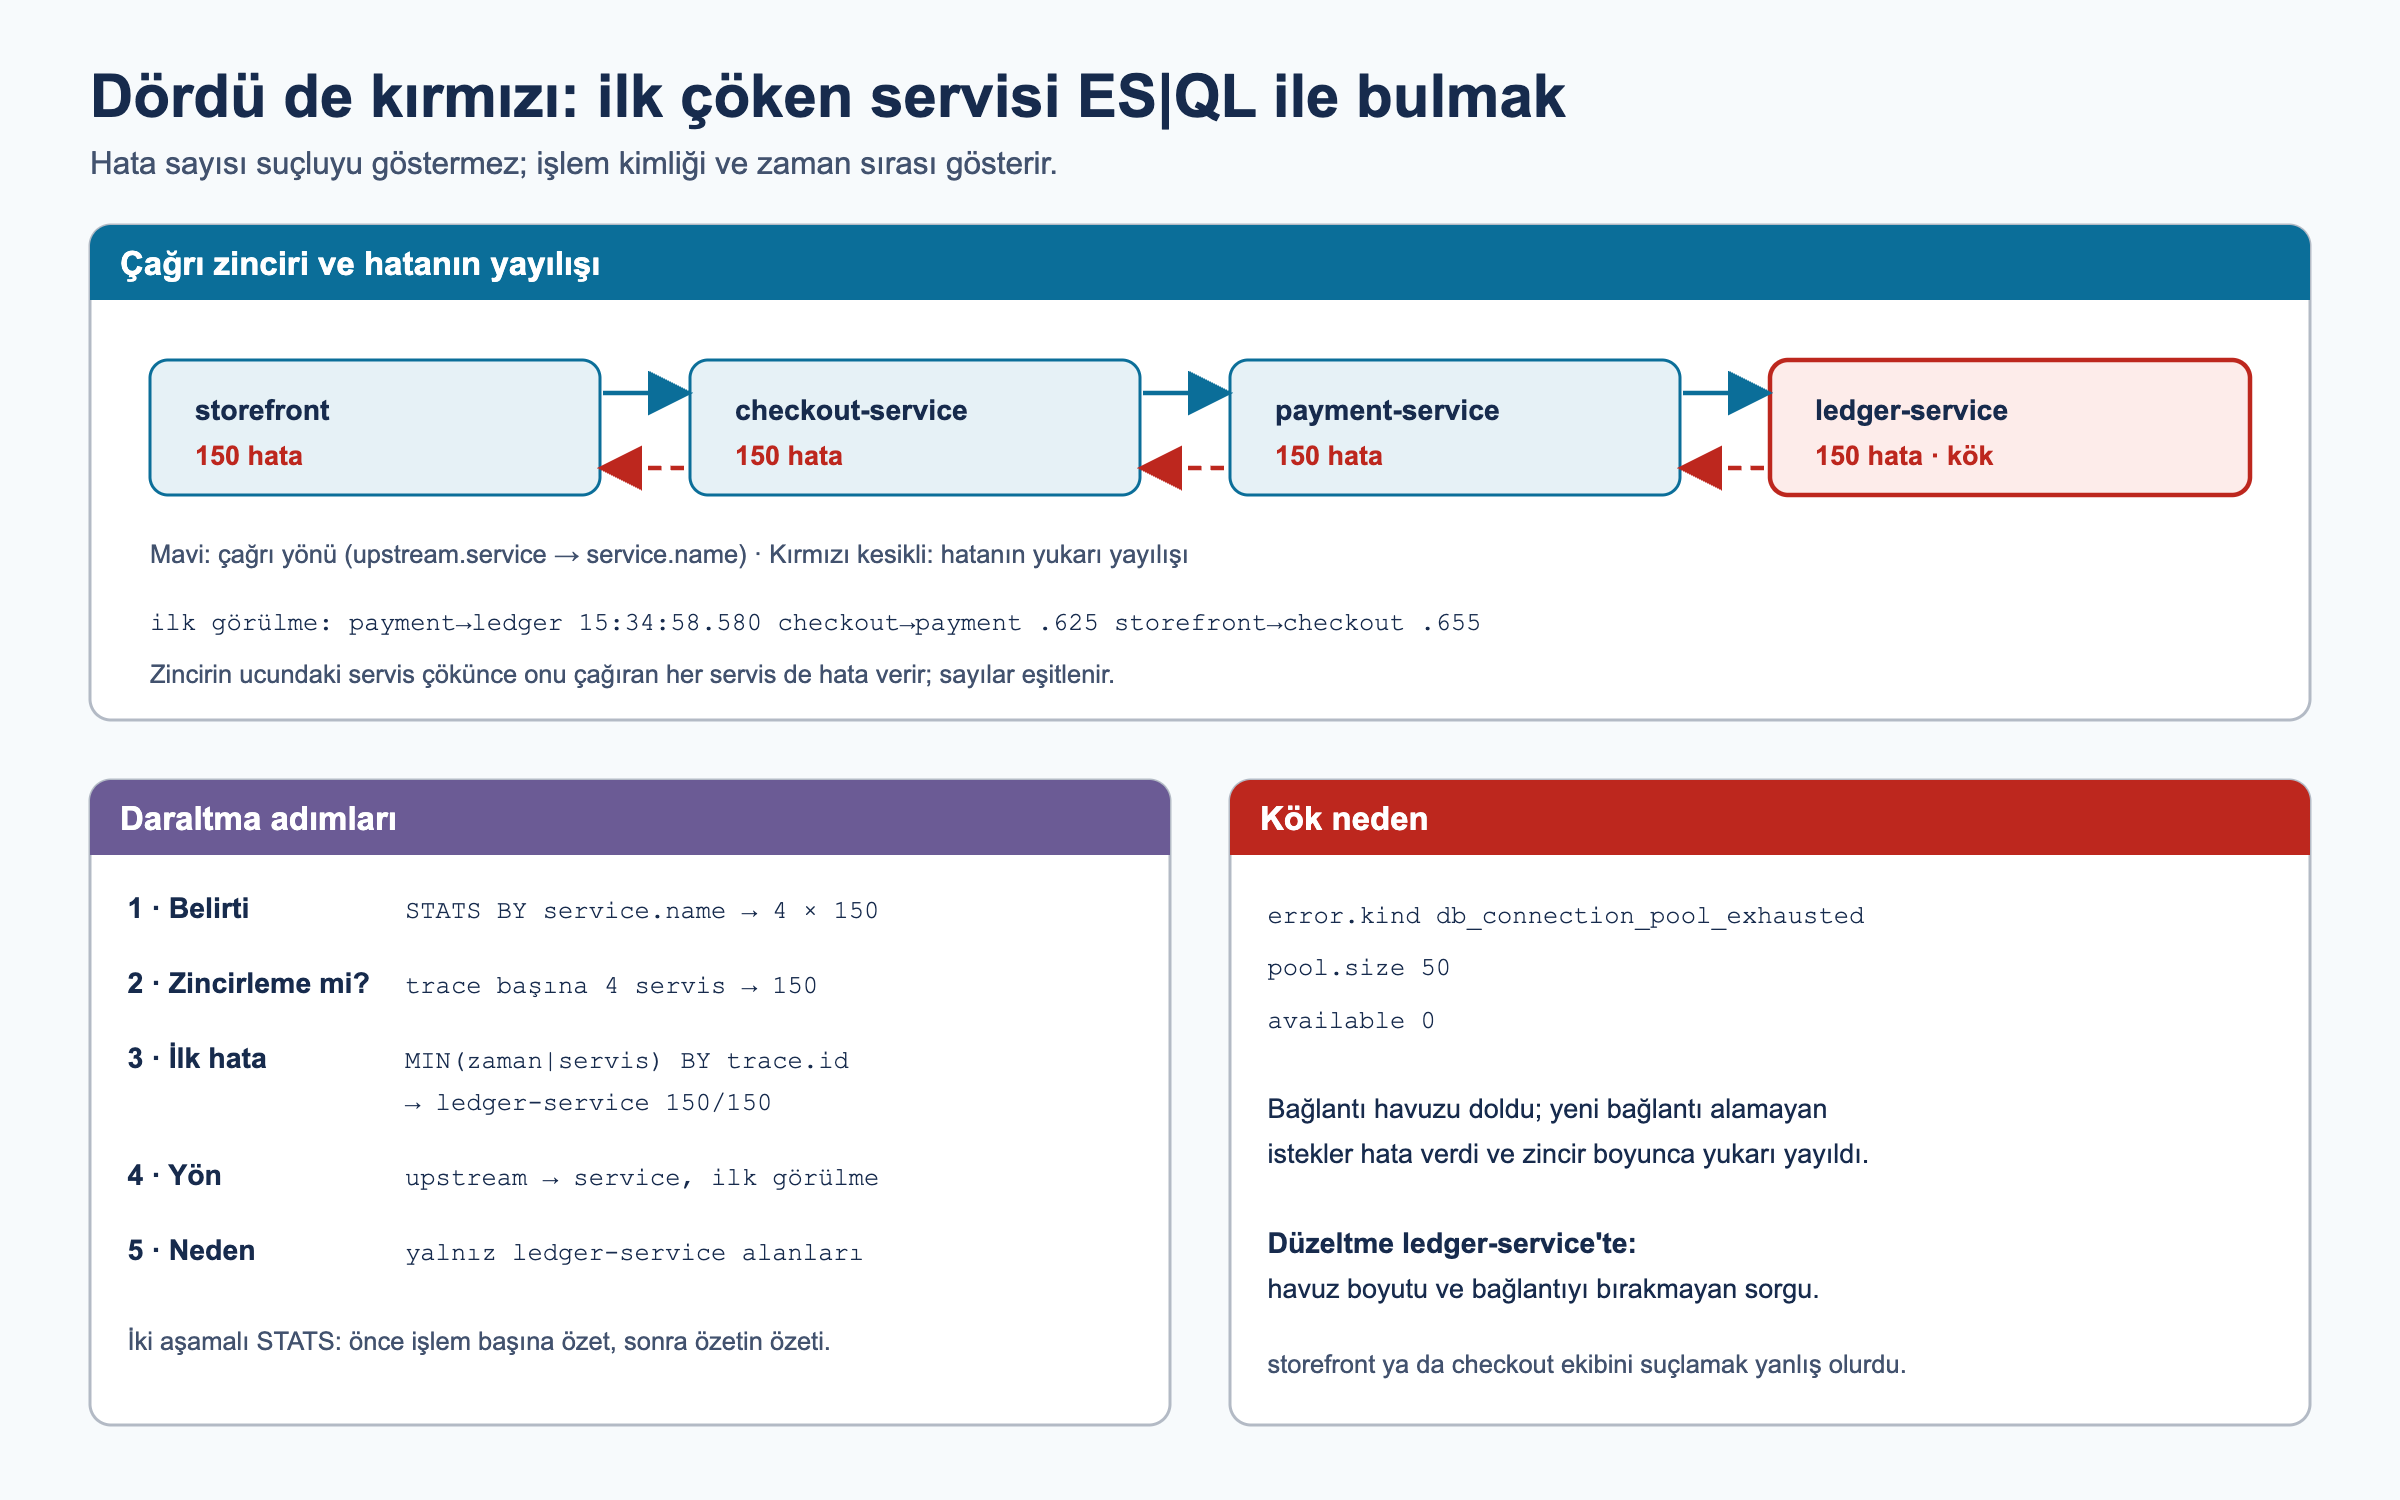 Dördü de kırmızı: ilk çöken servisi ES|QL ile bulmak
Hata sayısı suçluyu göstermez; işlem kimliği ve zaman sırası gösterir.
Çağrı zinciri ve hatanın yayılışı
storefront
150 hata
checkout-service
150 hata
payment-service
150 hata
ledger-service
150 hata · kök
Mavi: çağrı yönü (upstream.service → service.name) · Kırmızı kesikli: hatanın yukarı yayılışı
ilk görülme: payment→ledger 15:34:58.580 checkout→payment .625 storefront→checkout .655
Zincirin ucundaki servis çökünce onu çağıran her servis de hata verir; sayılar eşitlenir.
Daraltma adımları
1 · Belirti STATS BY service.name → 4 × 150
2 · Zincirleme mi? trace başına 4 servis → 150
3 · İlk hata MIN(zaman|servis) BY trace.id
→ ledger-service 150/150
4 · Yön upstream → service, ilk görülme
5 · Neden yalnız ledger-service alanları
İki aşamalı STATS: önce işlem başına özet, sonra özetin özeti.
Kök neden
error.kind db_connection_pool_exhausted
pool.size 50
available 0
Bağlantı havuzu doldu; yeni bağlantı alamayan
istekler hata verdi ve zincir boyunca yukarı yayıldı.
Düzeltme ledger-service'te:
havuz boyutu ve bağlantıyı bırakmayan sorgu.
storefront ya da checkout ekibini suçlamak yanlış olurdu.